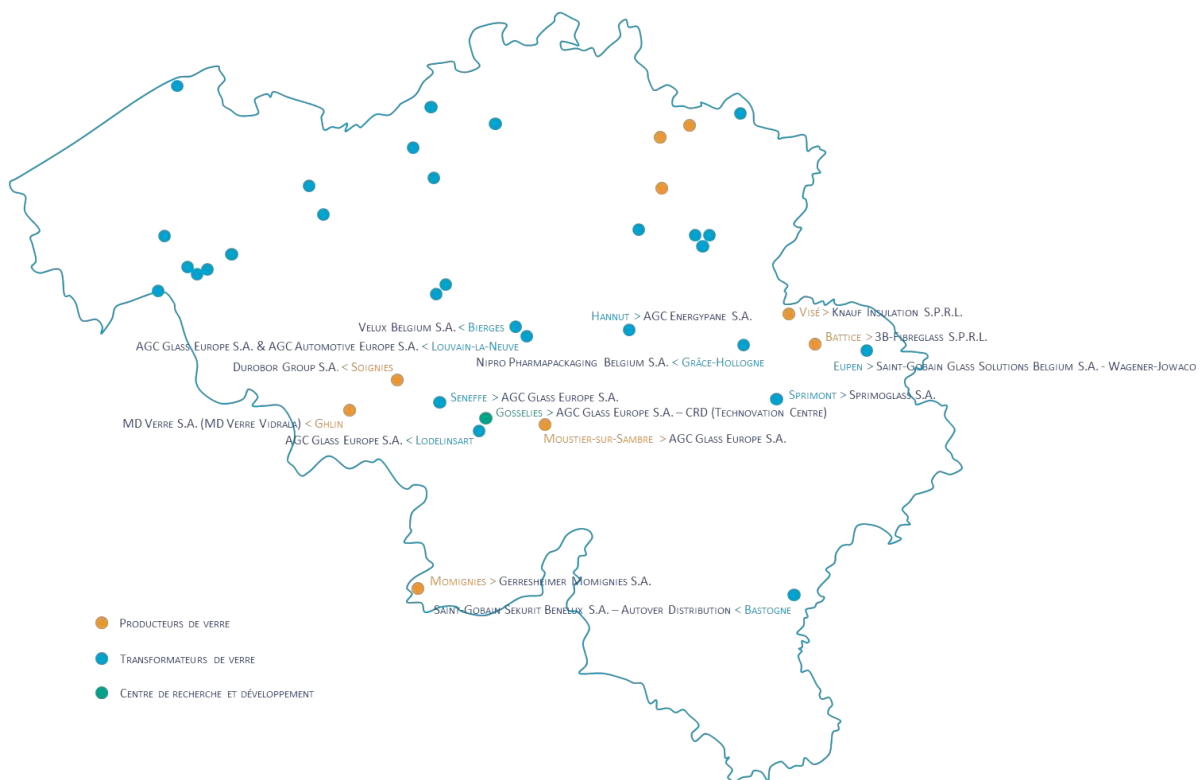 Hannut > AGC Energypane S.A.
Visé > Knauf Insulation S.P.R.L.
Velux Belgium S.A. < Bierges
Battice > 3B-Fibreglass S.P.R.L.
AGC Glass Europe S.A. & AGC Automotive Europe S.A. < Louvain-la-Neuve
Nipro Pharmapackaging Belgium S.A. < Grâce-Hollogne
Eupen > Saint-Gobain Glass Solutions Belgium S.A. - Wagener-Jowaco
Durobor Group S.A. < Soignies
Seneffe > AGC Glass Europe S.A.
Sprimont > Sprimoglass S.A.
Gosselies > AGC Glass Europe S.A. – CRD (Technovation Centre)
MD Verre S.A. (MD Verre Vidrala) < Ghlin
AGC Glass Europe S.A. < Lodelinsart
Moustier-sur-Sambre > AGC Glass Europe S.A.
Momignies > Gerresheimer Momignies S.A.
Saint-Gobain Sekurit Benelux S.A. – Autover Distribution < Bastogne
Producteurs de verre
Transformateurs de verre
Centre de recherche et développement